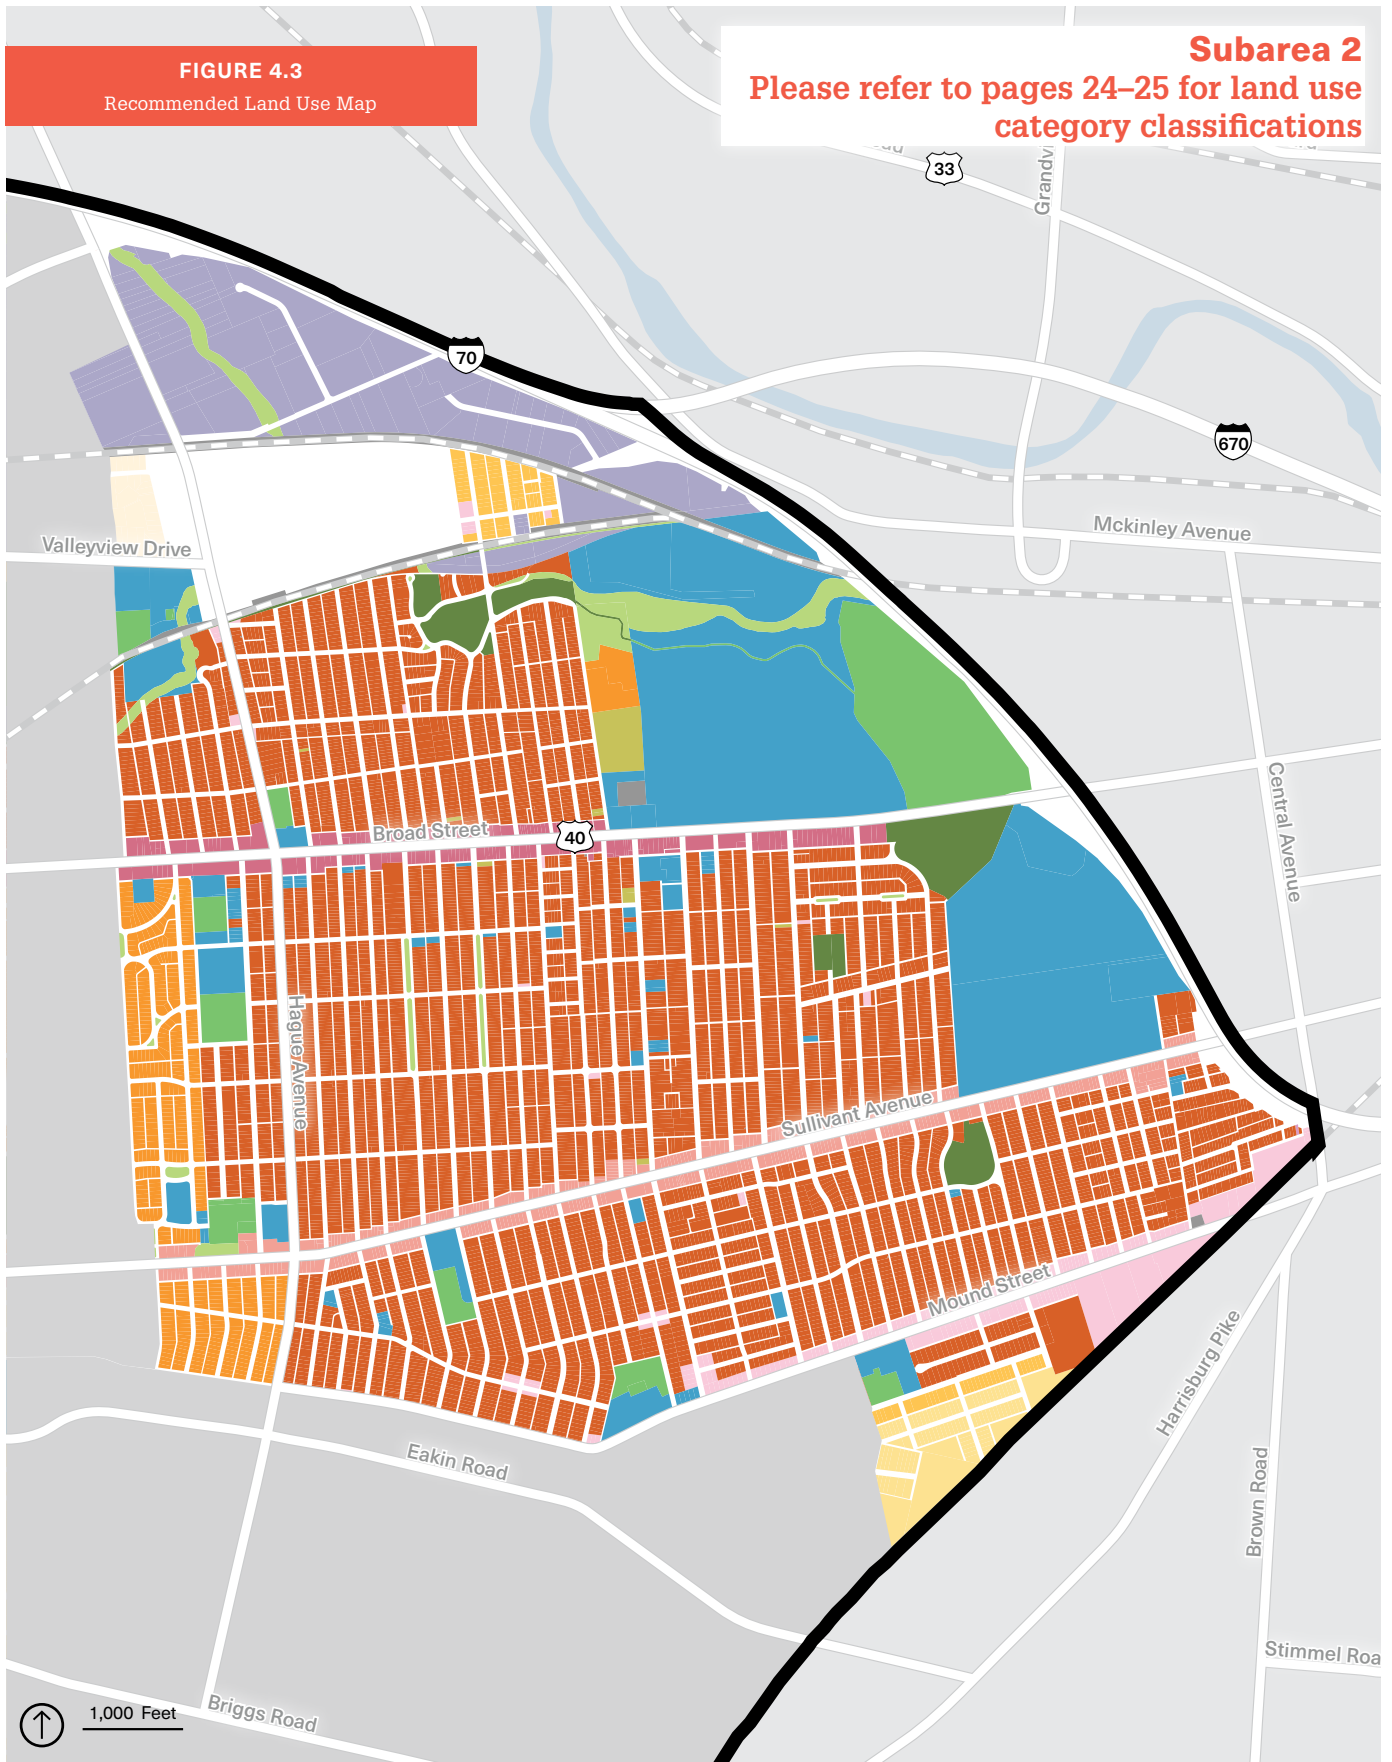 FIGURE 4.3
Recommended Land Use Map
Subarea 2
Please refer to pages 24–25 for land use
category classifications
33
70
670
Mckinley Avenue
Valleyview Drive
Central Avenue
Broad Street
40
Hague Avenue
Sullivant Avenue
Mound Street
Harrisburg Pike
Eakin Road
Brown Road
Stimmel Roa
Briggs Road
1,000 Feet